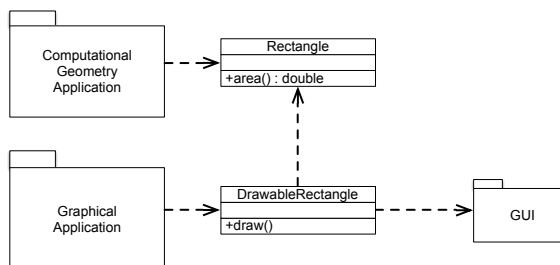 Computational
Geometry
Application
Rectangle
+area() : double
Graphical
Application
DrawableRectangle
+draw()
GUI